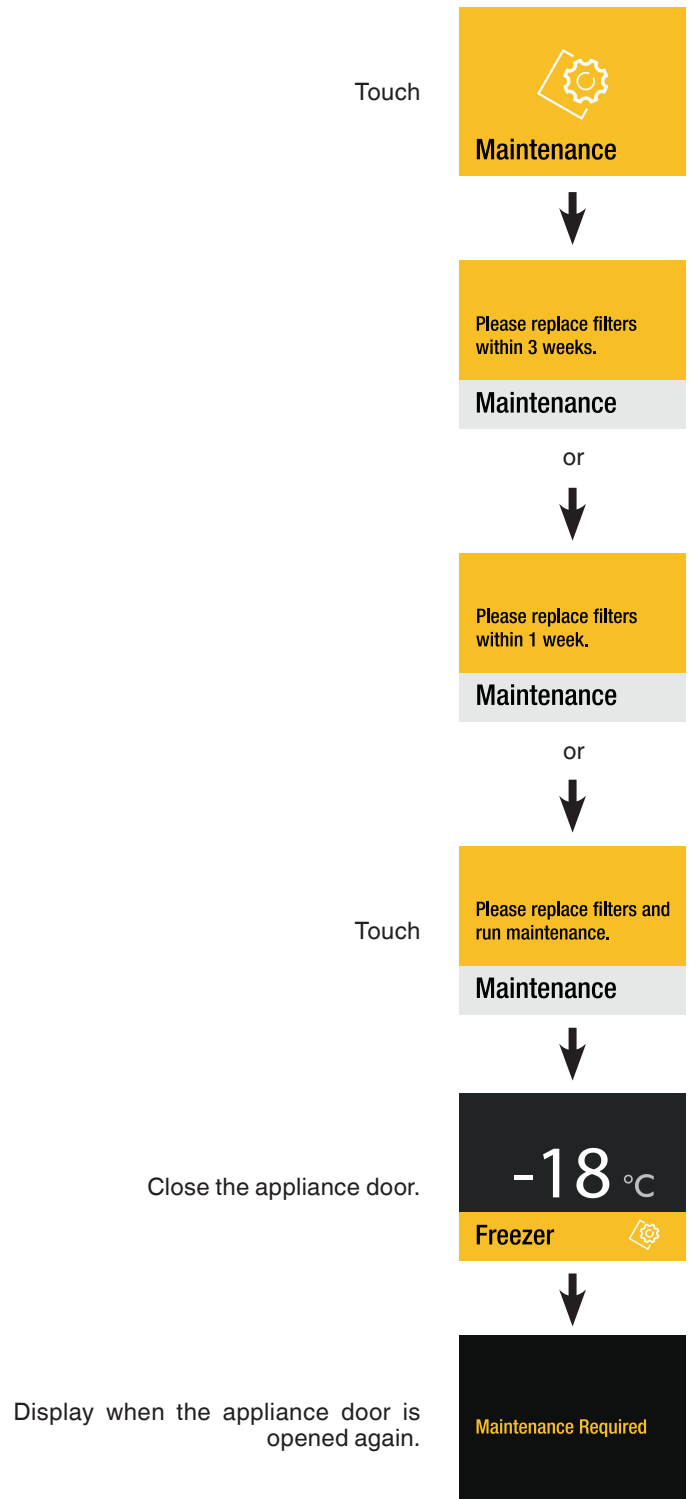 Touch
Maintenance
Please replace filters
within 3 weeks.
Maintenance
or
Please replace filters
within 1 week.
Maintenance
or
Touch
Please replace filters and
run maintenance.
Maintenance
Close the appliance door.
-18 °C
Freezer
Display when the appliance door is
opened again.
Maintenance Required